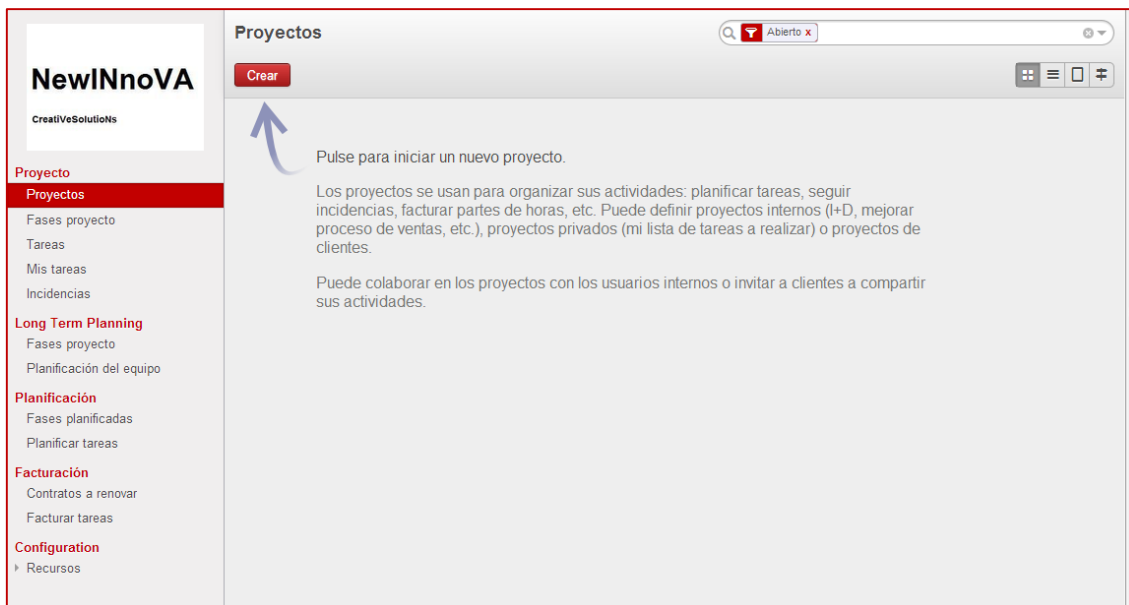 NewINnoVA
CreatiVeSolutioNs
Proyecto
Proyectos
Fases proyecto
Tareas
Mis tareas
Incidencias
Long Term Planning
Fases proyecto
Planificación del equipo
Planificación
Fases planificadas
Planificar tareas
Facturación
Contratos a renovar
Facturar tareas
Configuration
Recursos
Proyectos
Abierto x
Crear
Pulse para iniciar un nuevo proyecto.
Los proyectos se usan para organizar sus actividades: planificar tareas, seguir
incidencias, facturar partes de horas, etc. Puede definir proyectos internos (I+D, mejorar
proceso de ventas, etc.), proyectos privados (mi lista de tareas a realizar) o proyectos de
clientes.
Puede colaborar en los proyectos con los usuarios internos o invitar a clientes a compartir
sus actividades.